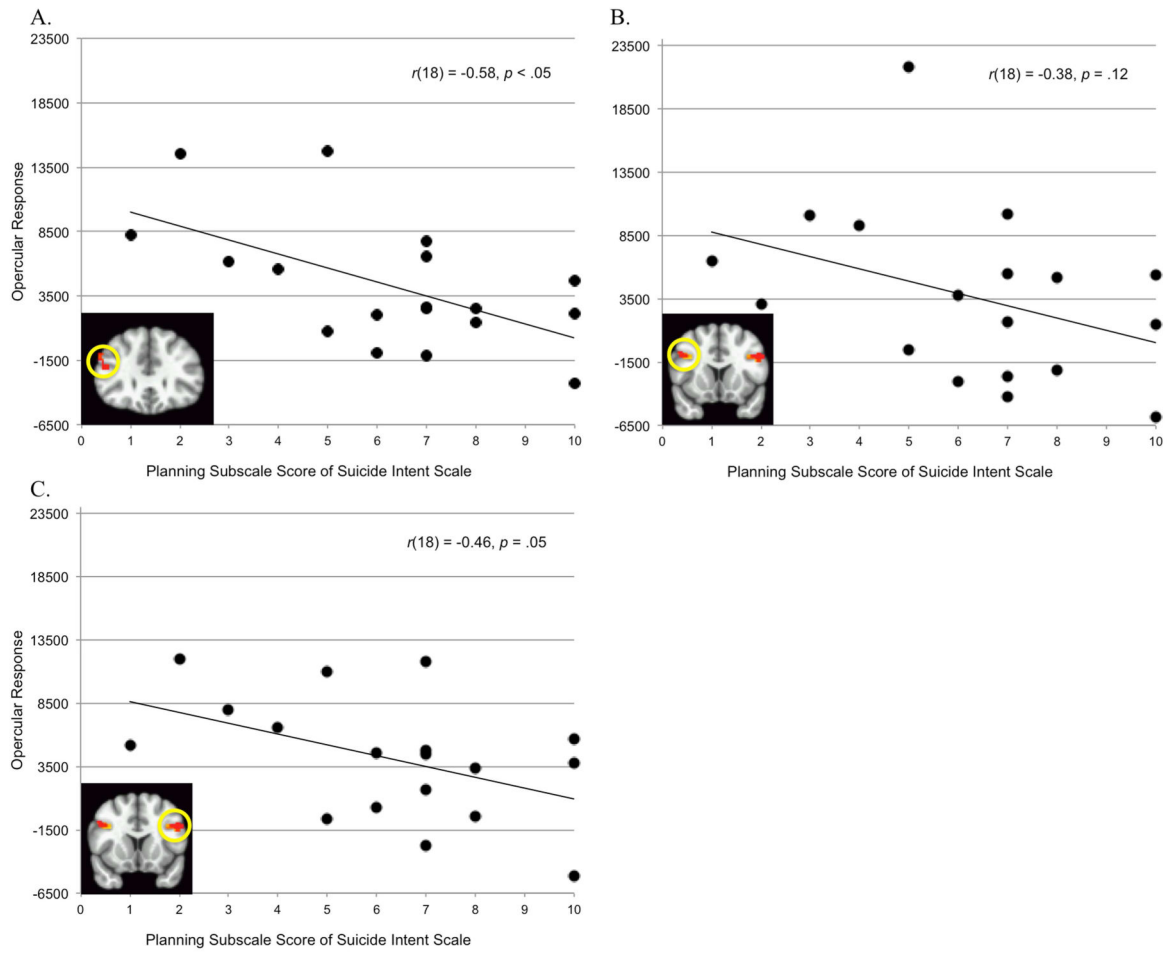 A.
23500
18500
13500
8500
3500
-1500
-6500
Opercular Response
r(18) = -0.58, p < .05
0 1 2 3 4 5 6 7 8 9 10
Planning Subscale Score of Suicide Intent Scale
B.
23500
18500
13500
8500
3500
-1500
-6500
r(18) = -0.38, p = .12
0 1 2 3 4 5 6 7 8 9 10
Planning Subscale Score of Suicide Intent Scale
C.
23500
18500
13500
8500
3500
-1500
-6500
Opercular Response
r(18) = -0.46, p = .05
0 1 2 3 4 5 6 7 8 9 10
Planning Subscale Score of Suicide Intent Scale